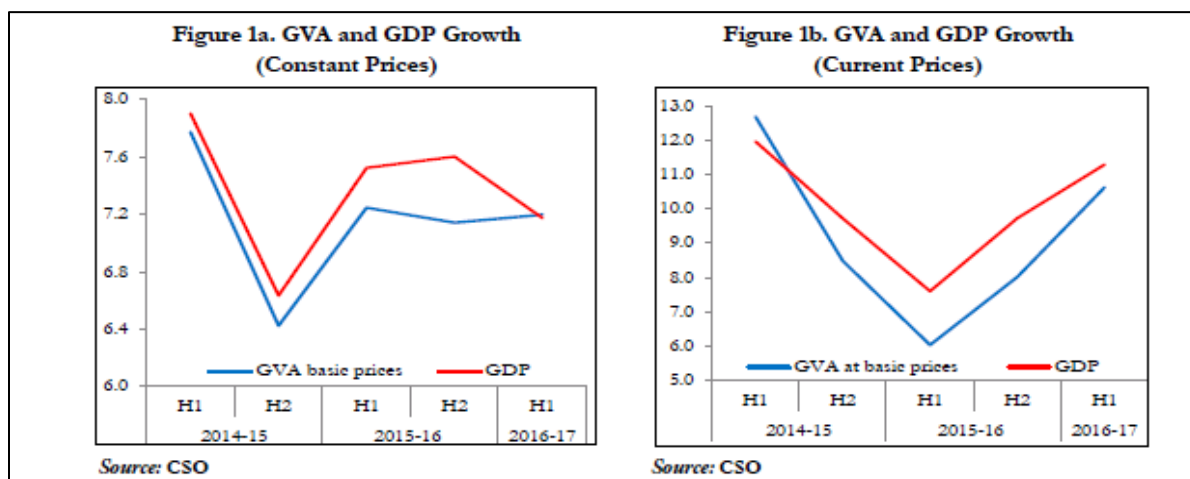 Figure 1a. GVA and GDP Growth
(Constant Prices)
8.0
7.6
7.2
6.8
6.4
6.0
GVA basic prices GDP
H1 H2 H1 H2 H1
2014-15 2015-16 2016-17
Source: CSO
Figure 1b. GVA and GDP Growth
(Current Prices)
13.0
12.0
11.0
10.0
9.0
8.0
7.0
6.0
5.0
GVA at basic prices GDP
H1 H2 H1 H2 H1
2014-15 2015-16 2016-17
Source: CSO